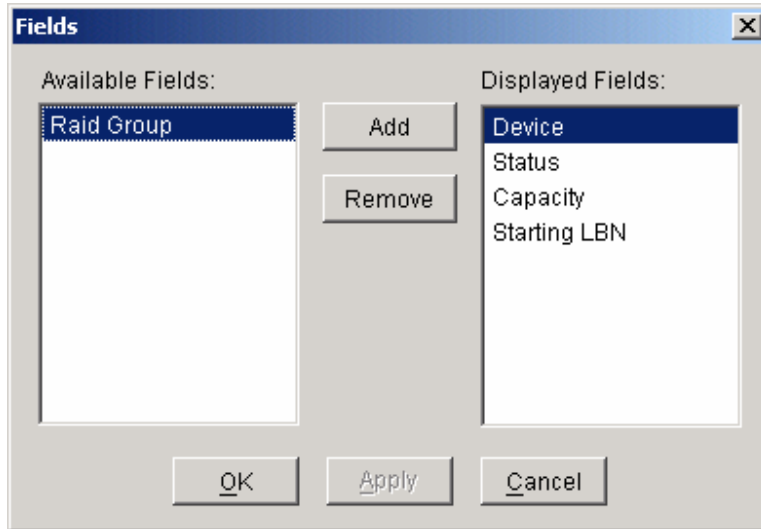 Fields
Available Fields:
Raid Group
Add
Remove
Displayed Fields:
Device
Status
Capacity
Starting LBN
OK
Apply
Cancel